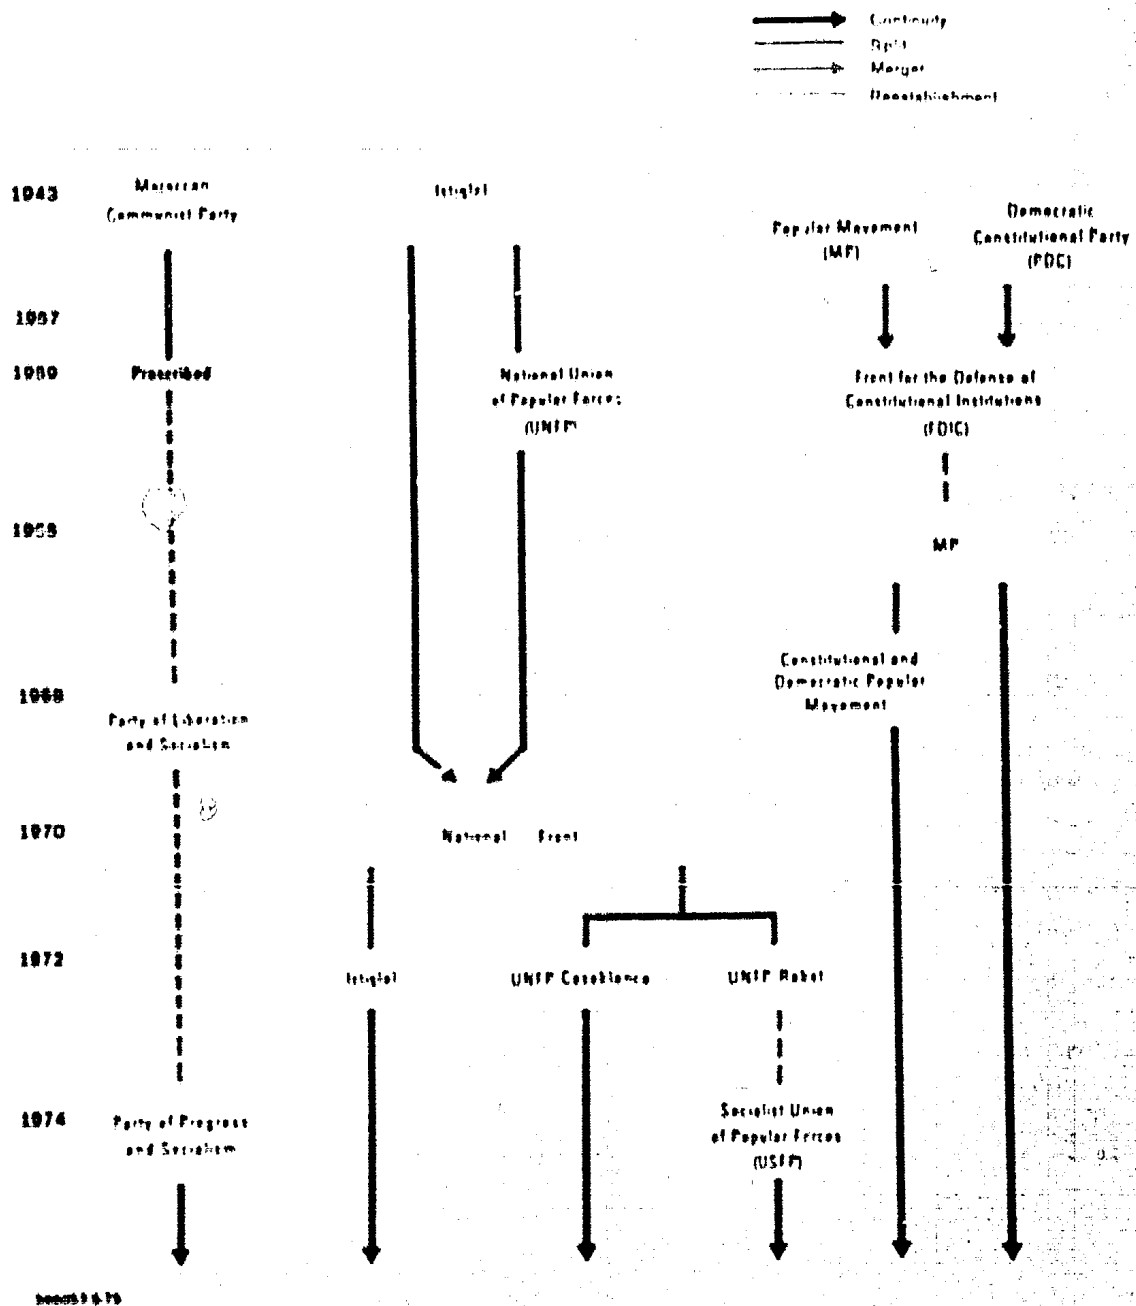 Continuity
Split
Merger
Reestablishment
1943
Moroccan
Communist Party
Istiqlal
Popular Movement
(MP)
Democratic
Constitutional Party
(PDC)
1957
1959
Proscribed
National Union
of Popular Forces
(UNFP)
Front for the Defense of
Constitutional Institutions
(FDIC)
MP
Constitutional and
Democratic Popular
Movement
Party of Liberation
and Socialism
1970
National Front
1972
Istiqlal
UNFP Casablanca
UNFP Rabat
1974
Party of Progress
and Socialism
Socialist Union
of Popular Forces
(USFP)